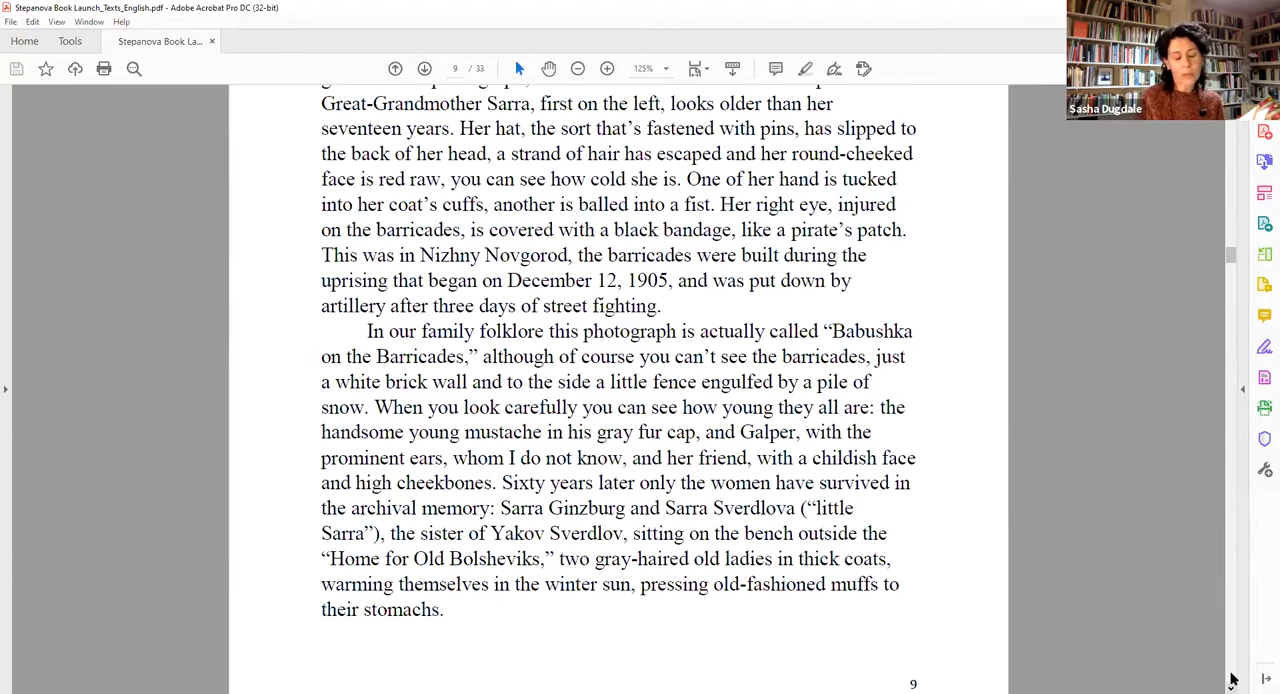 Stepanova Book Launch_Texts_English.pdf - Adobe Acrobat Pro DC (32-bit)
File Edit View Window Help
Home Tools Stepanova Book La... ×
9 / 33 125%
Sasha Dugdale
Great-Grandmother Sarra, first on the left, looks older than her
seventeen years. Her hat, the sort that’s fastened with pins, has slipped to
the back of her head, a strand of hair has escaped and her round-cheeked
face is red raw, you can see how cold she is. One of her hand is tucked
into her coat’s cuffs, another is balled into a fist. Her right eye, injured
on the barricades, is covered with a black bandage, like a pirate’s patch.
This was in Nizhny Novgorod, the barricades were built during the
uprising that began on December 12, 1905, and was put down by
artillery after three days of street fighting.
In our family folklore this photograph is actually called “Babushka
on the Barricades,” although of course you can’t see the barricades, just
a white brick wall and to the side a little fence engulfed by a pile of
snow. When you look carefully you can see how young they all are: the
handsome young mustache in his gray fur cap, and Galper, with the
prominent ears, whom I do not know, and her friend, with a childish face
and high cheekbones. Sixty years later only the women have survived in
the archival memory: Sarra Ginzburg and Sarra Sverdlova (“little
Sarra”), the sister of Yakov Sverdlov, sitting on the bench outside the
“Home for Old Bolsheviks,” two gray-haired old ladies in thick coats,
warming themselves in the winter sun, pressing old-fashioned muffs to
their stomachs.
9